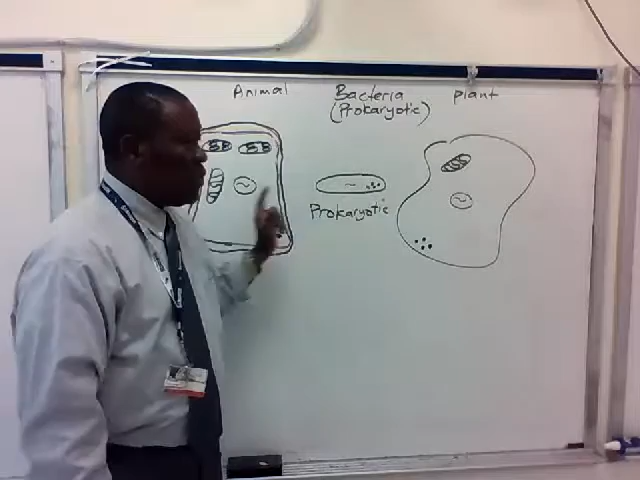 Animal
Bacteria
(Prokaryotic)
plant
Prokaryotic